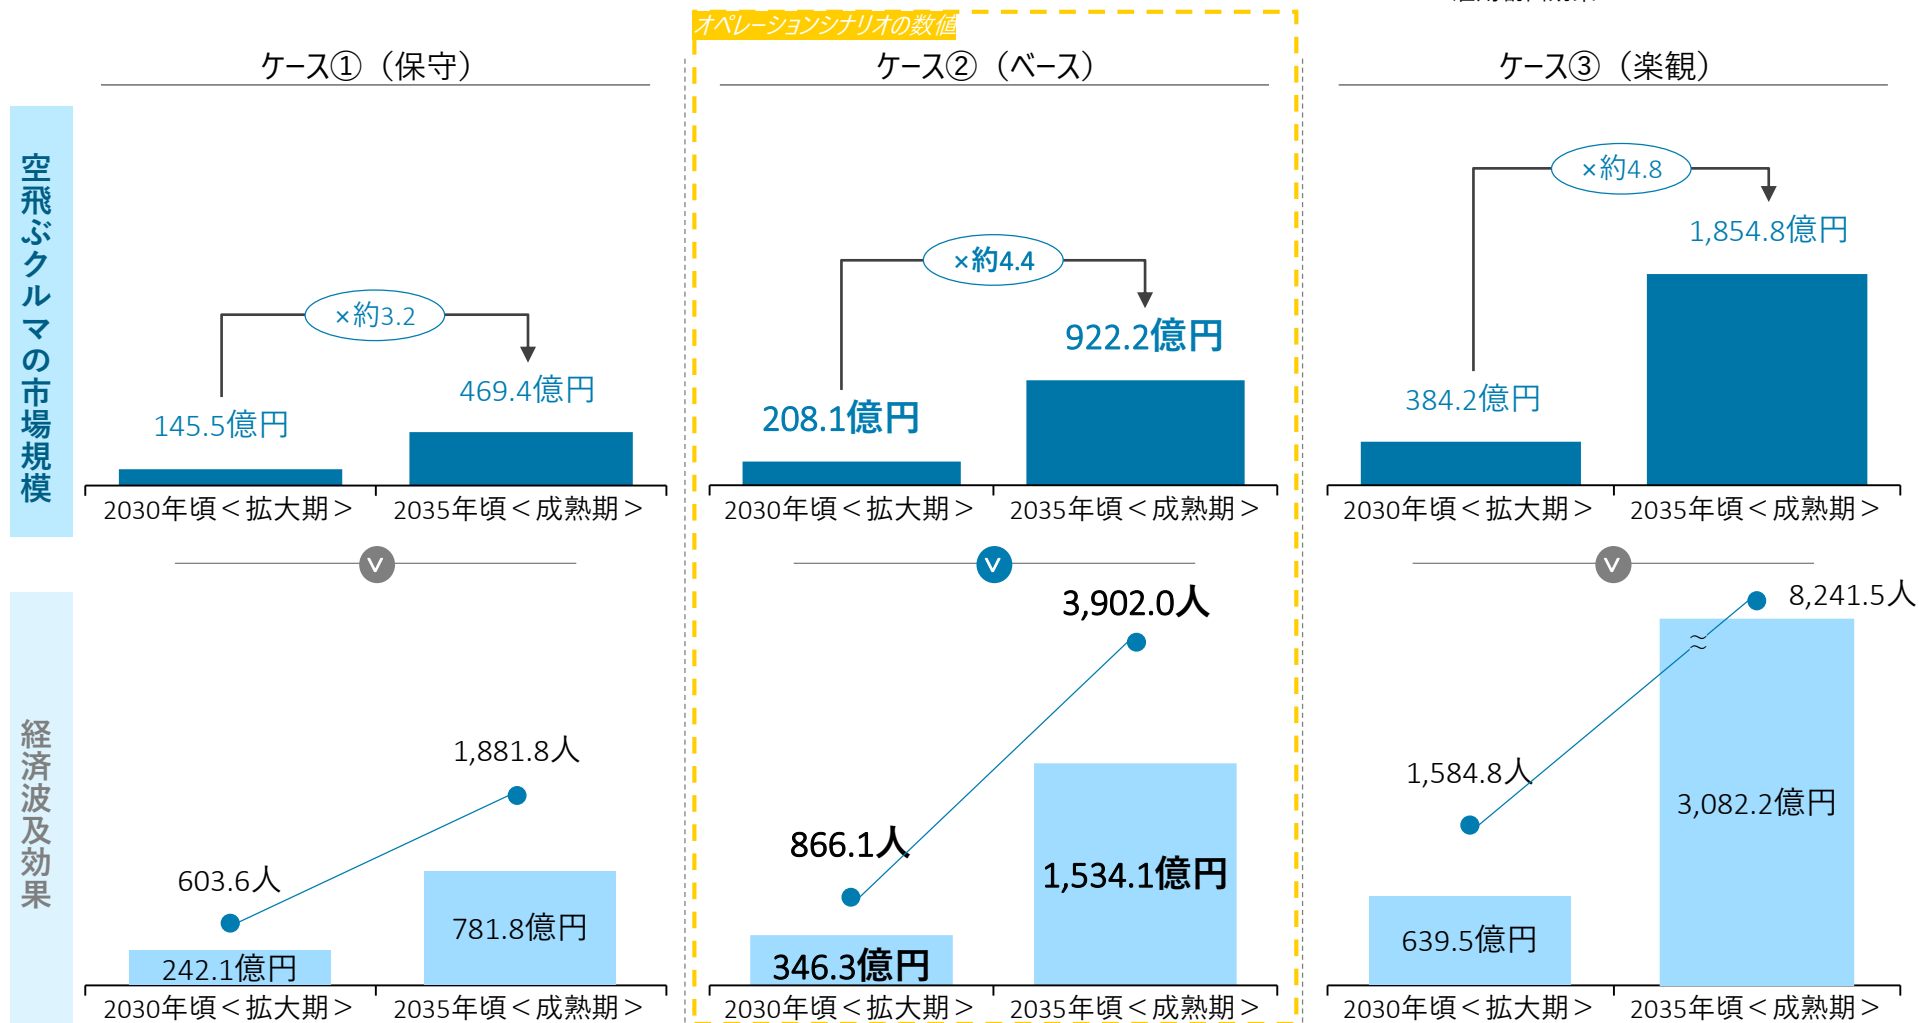 オペレーションシナリオの数値
ケース①（保守）
ケース②（ベース）
ケース③（楽観）
空飛ぶクルマの市場規模
×約3.2
145.5億円
469.4億円
2030年頃＜拡大期＞
2035年頃＜成熟期＞
×約4.4
208.1億円
922.2億円
2030年頃＜拡大期＞
2035年頃＜成熟期＞
×約4.8
384.2億円
1,854.8億円
2030年頃＜拡大期＞
2035年頃＜成熟期＞
経済波及効果
603.6人
1,881.8人
242.1億円
781.8億円
2030年頃＜拡大期＞
2035年頃＜成熟期＞
866.1人
3,902.0人
346.3億円
1,534.1億円
2030年頃＜拡大期＞
2035年頃＜成熟期＞
1,584.8人
8,241.5人
639.5億円
3,082.2億円
2030年頃＜拡大期＞
2035年頃＜成熟期＞